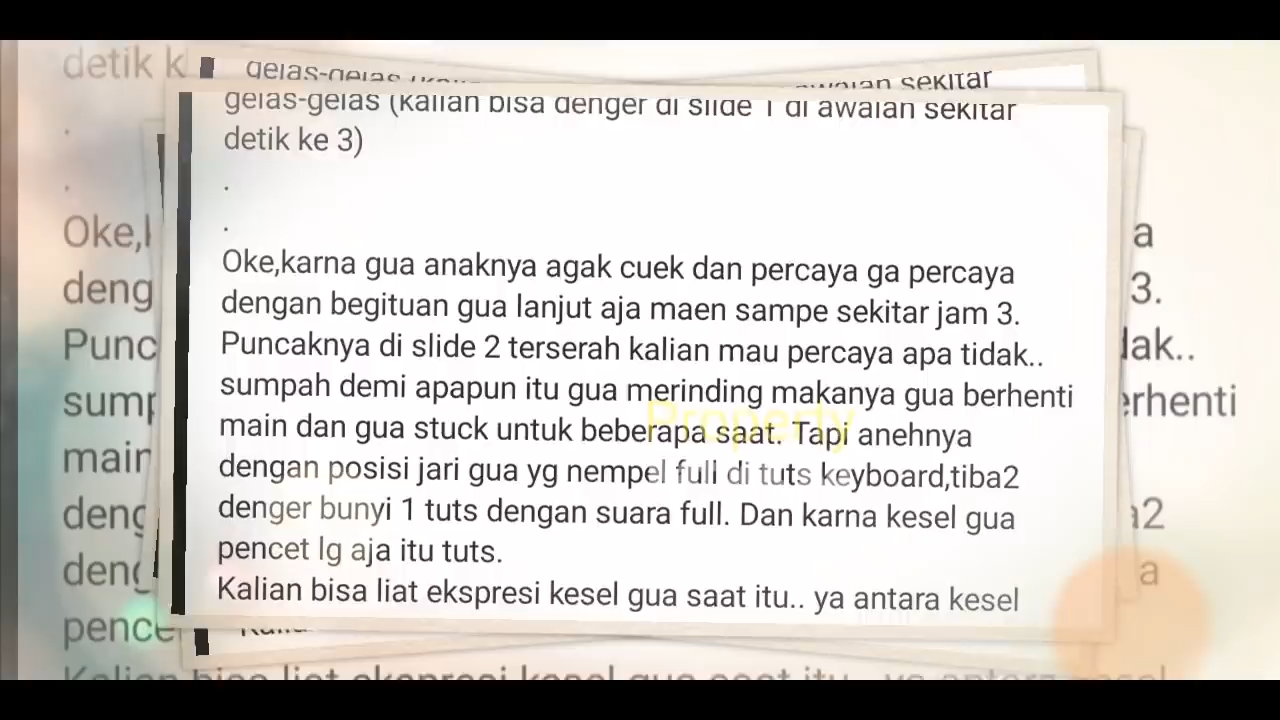 gelas-gelas (kalian bisa denger di slide 1 di awalan sekitar
detik ke 3)
.
.
Oke,karna gua anaknya agak cuek dan percaya ga percaya
dengan begituan gua lanjut aja maen sampe sekitar jam 3.
Puncaknya di slide 2 terserah kalian mau percaya apa tidak..
sumpah demi apapun itu gua merinding makanya gua berhenti
main dan gua stuck untuk beberapa saat. Tapi anehnya
dengan posisi jari gua yg nempel full di tuts keyboard,tiba2
denger bunyi 1 tuts dengan suara full. Dan karna kesel gua
pencet lg aja itu tuts.
Kalian bisa liat ekspresi kesel gua saat itu.. ya antara kesel
Property